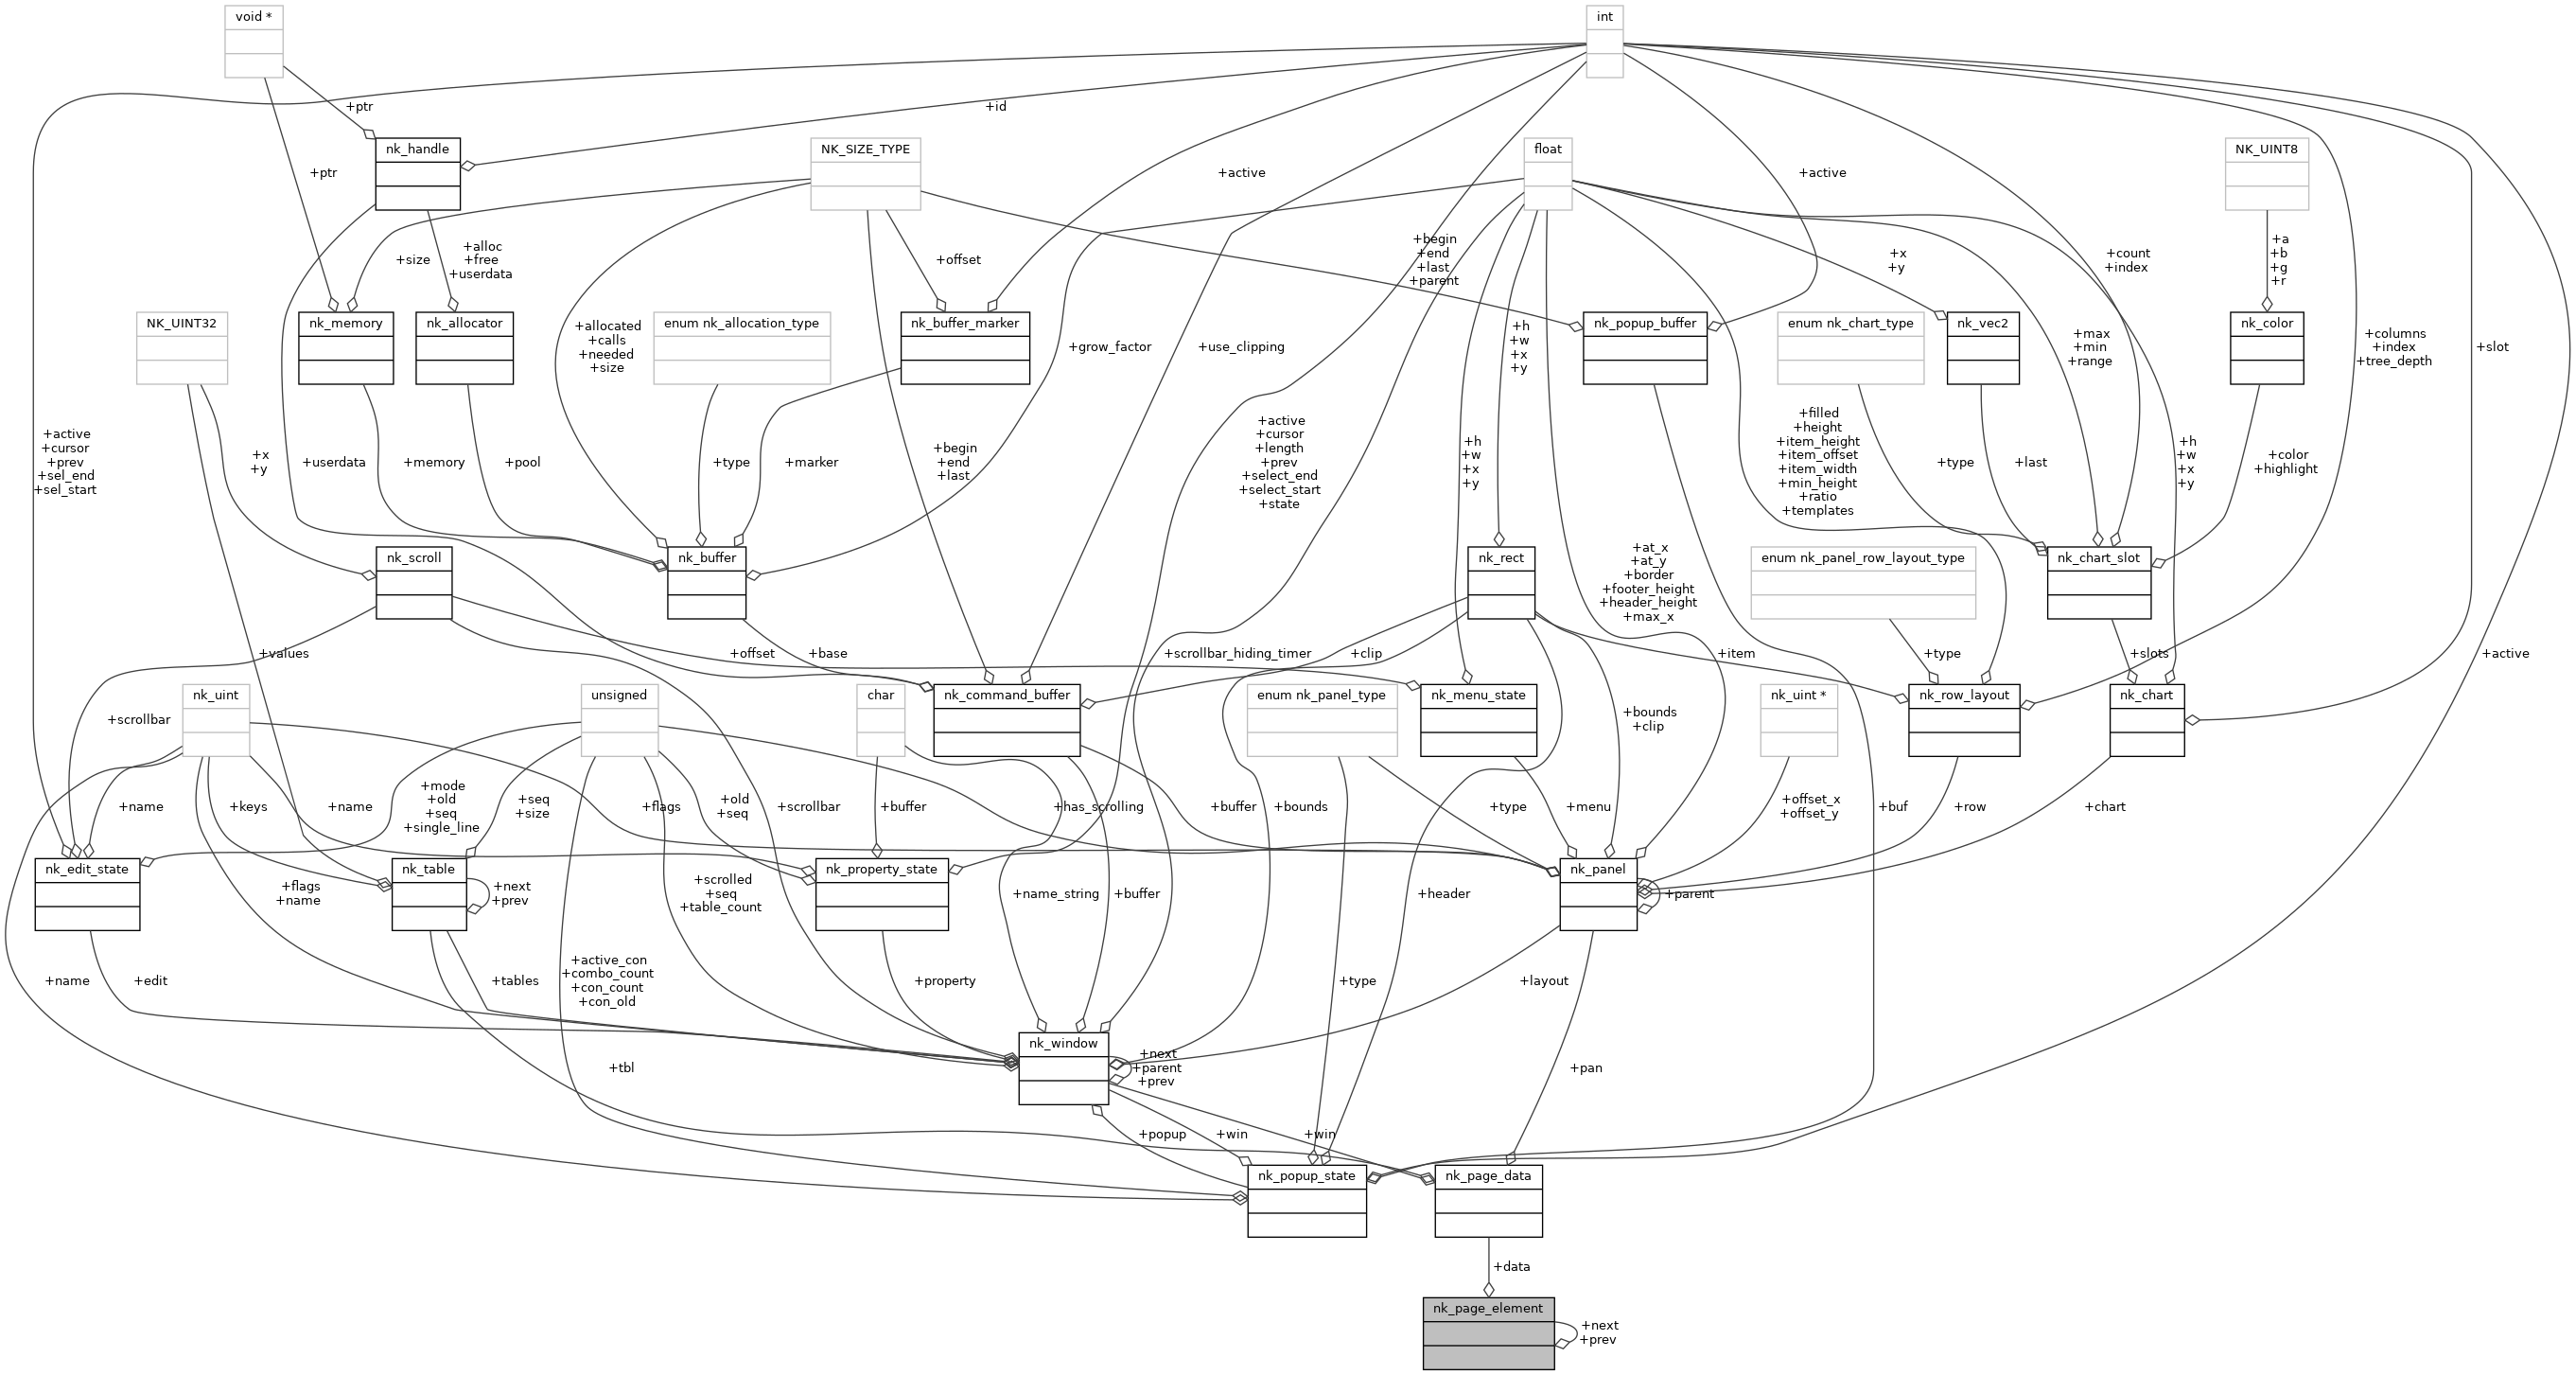 void *
int
+ptr
+id
nk_handle
NK_SIZE_TYPE
float
NK_UINT8
+ptr
+active
+active
+alloc
+free
+userdata
+size
+offset
+begin
+end
+last
+parent
+x
+y
+count
+index
+a
+b
+g
+r
NK_UINT32
nk_memory
nk_allocator
enum nk_allocation_type
nk_buffer_marker
nk_popup_buffer
enum nk_chart_type
nk_vec2
nk_color
+allocated
+calls
+needed
+size
+grow_factor
+use_clipping
+h
+w
+x
+y
+max
+min
+range
+columns
+index
+tree_depth
+slot
+active
+cursor
+prev
+sel_end
+sel_start
+x
+y
+userdata
+memory
+pool
+type
+marker
+begin
+end
+last
+active
+cursor
+length
+prev
+select_end
+select_start
+state
+h
+w
+x
+y
+filled
+height
+item_height
+item_offset
+item_width
+min_height
+ratio
+templates
+type
+last
+h
+w
+x
+y
+color
+highlight
nk_scroll
nk_buffer
nk_rect
+at_x
+at_y
+border
+footer_height
+header_height
+max_x
enum nk_panel_row_layout_type
nk_chart_slot
+values
+offset
+base
+scrollbar_hiding_timer
+clip
+item
+type
+slots
+active
nk_uint
unsigned
char
nk_command_buffer
enum nk_panel_type
nk_menu_state
nk_uint *
nk_row_layout
nk_chart
+scrollbar
+bounds
+clip
+name
+keys
+name
+mode
+old
+seq
+single_line
+seq
+size
+flags
+old
+seq
+scrollbar
+buffer
+has_scrolling
+buffer
+bounds
+type
+menu
+offset_x
+offset_y
+buf
+row
+chart
nk_edit_state
nk_table
nk_property_state
nk_panel
+flags
+name
+next
+prev
+scrolled
+seq
+table_count
+name_string
+buffer
+header
+parent
+name
+edit
+tables
+active_con
+combo_count
+con_count
+con_old
+property
+type
+layout
nk_window
+next
+parent
+prev
+tbl
+pan
+popup
+win
+win
nk_popup_state
nk_page_data
+data
nk_page_element
+next
+prev